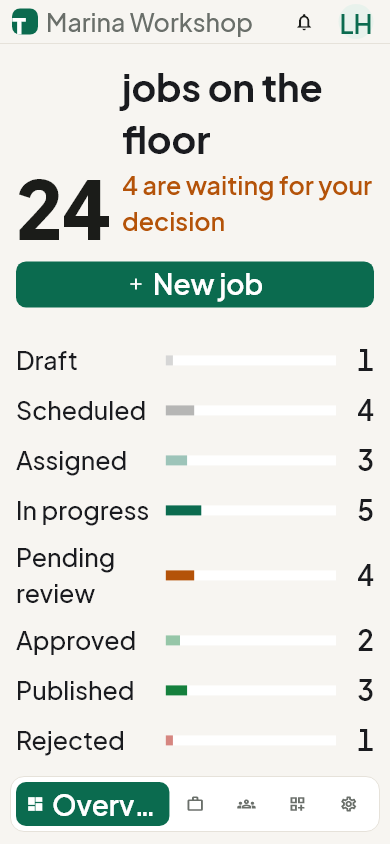 Marina Workshop
LH
jobs on the
floor
24
4 are waiting for your
decision
+ New job
Draft 1
Scheduled 4
Assigned 3
In progress 5
Pending
review 4
Approved 2
Published 3
Rejected 1
Overv...